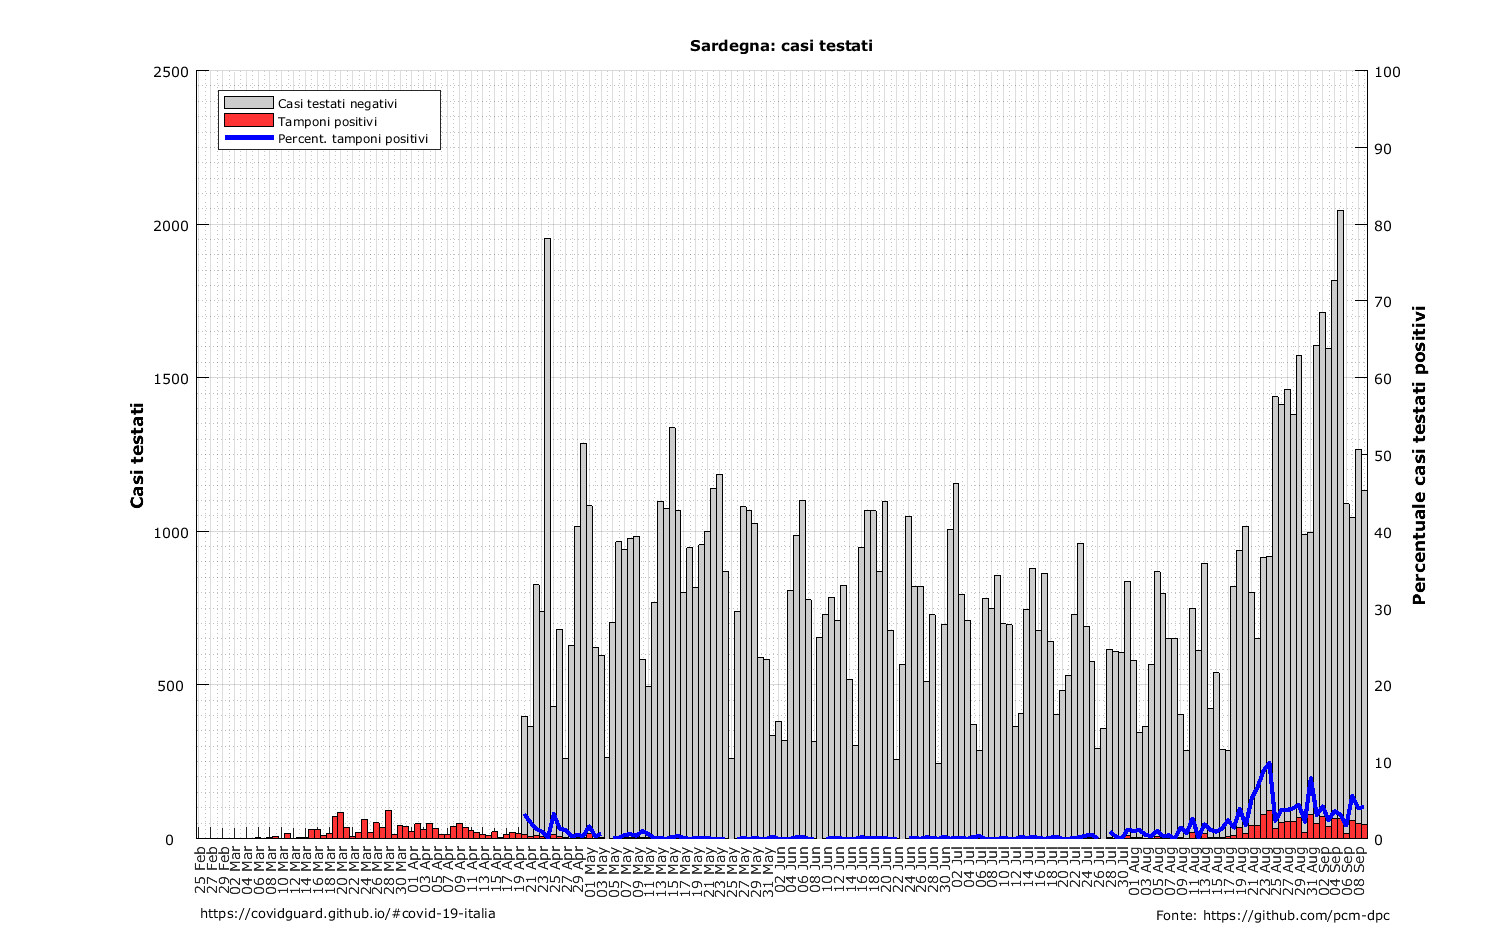 Sardegna: casi testati
Casi testati negativi
Tamponi positivi
Percent. tamponi positivi
Casi testati
2500
2000
1500
1000
500
0
100
90
80
70
60
50
40
30
20
10
0
Percentuale casi testati positivi
25 Feb
27 Feb
29 Feb
02 Mar
04 Mar
06 Mar
08 Mar
10 Mar
12 Mar
14 Mar
16 Mar
18 Mar
20 Mar
22 Mar
24 Mar
26 Mar
28 Mar
30 Mar
01 Apr
03 Apr
05 Apr
07 Apr
09 Apr
11 Apr
13 Apr
15 Apr
17 Apr
19 Apr
21 Apr
23 Apr
25 Apr
27 Apr
29 Apr
01 May
03 May
05 May
07 May
09 May
11 May
13 May
15 May
17 May
19 May
21 May
23 May
25 May
27 May
29 May
31 May
02 Jun
04 Jun
06 Jun
08 Jun
10 Jun
12 Jun
14 Jun
16 Jun
18 Jun
20 Jun
22 Jun
24 Jun
26 Jun
28 Jun
30 Jun
02 Jul
04 Jul
06 Jul
08 Jul
10 Jul
12 Jul
14 Jul
16 Jul
18 Jul
20 Jul
22 Jul
24 Jul
26 Jul
28 Jul
30 Jul
01 Aug
03 Aug
05 Aug
07 Aug
09 Aug
11 Aug
13 Aug
15 Aug
17 Aug
19 Aug
21 Aug
23 Aug
25 Aug
27 Aug
29 Aug
31 Aug
02 Sep
04 Sep
06 Sep
08 Sep
https://covidguard.github.io/#covid-19-italia
Fonte: https://github.com/pcm-dpc